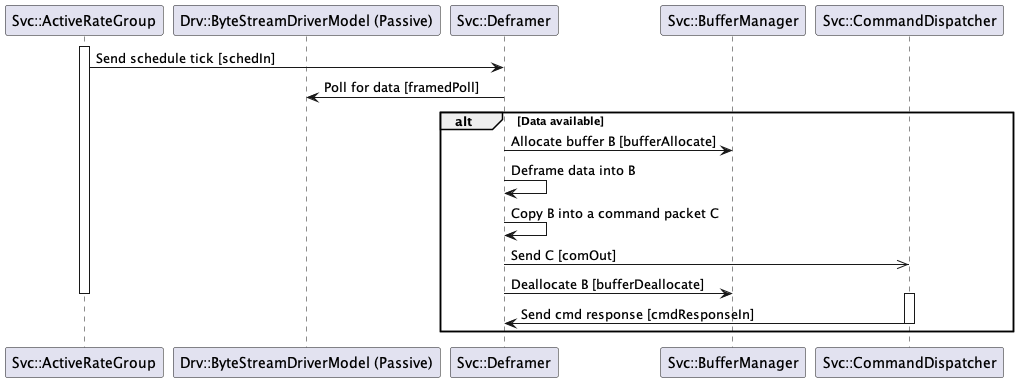 Svc::ActiveRateGroup
Drv::ByteStreamDriverModel (Passive)
Svc::Deframer
Svc::BufferManager
Svc::CommandDispatcher
Send schedule tick [schedIn]
Poll for data [framedPoll]
alt
[Data available]
Allocate buffer B [bufferAllocate]
Deframe data into B
Copy B into a command packet C
Send C [comOut]
Deallocate B [bufferDeallocate]
Send cmd response [cmdResponseIn]
Svc::ActiveRateGroup
Drv::ByteStreamDriverModel (Passive)
Svc::Deframer
Svc::BufferManager
Svc::CommandDispatcher